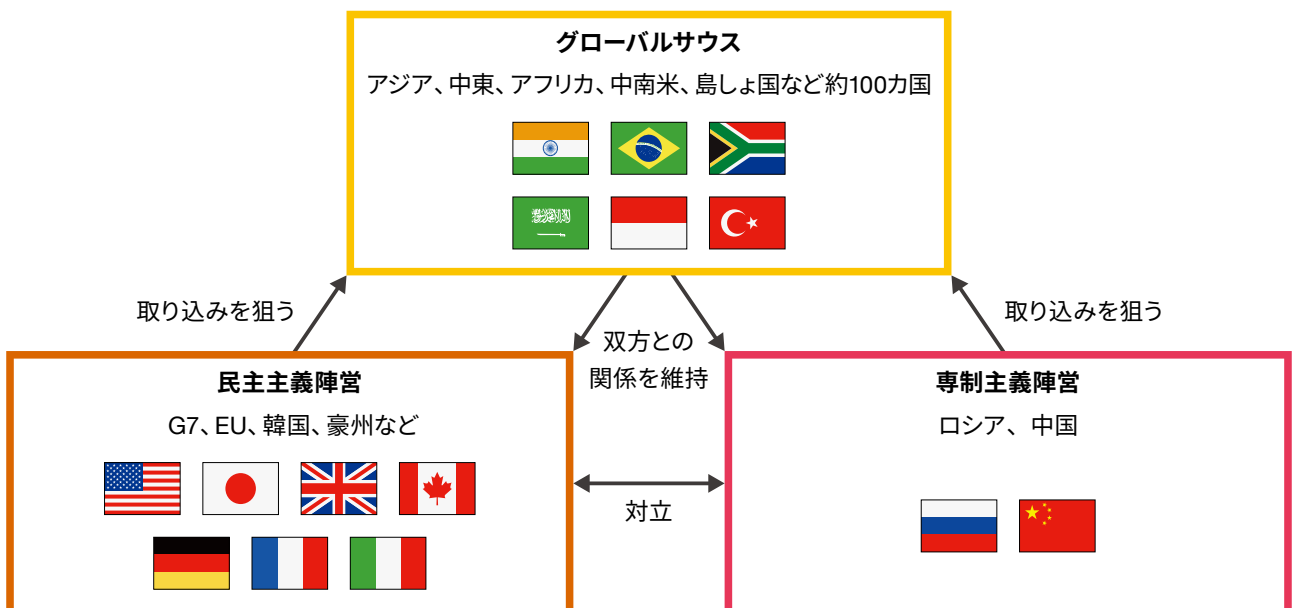 グローバルサウス
アジア、中東、アフリカ、中南米、島しょ国など約100カ国
取り込みを狙う
取り込みを狙う
双方との
関係を維持
民主主義陣営
G7、EU、韓国、豪州など
専制主義陣営
ロシア、中国
対立